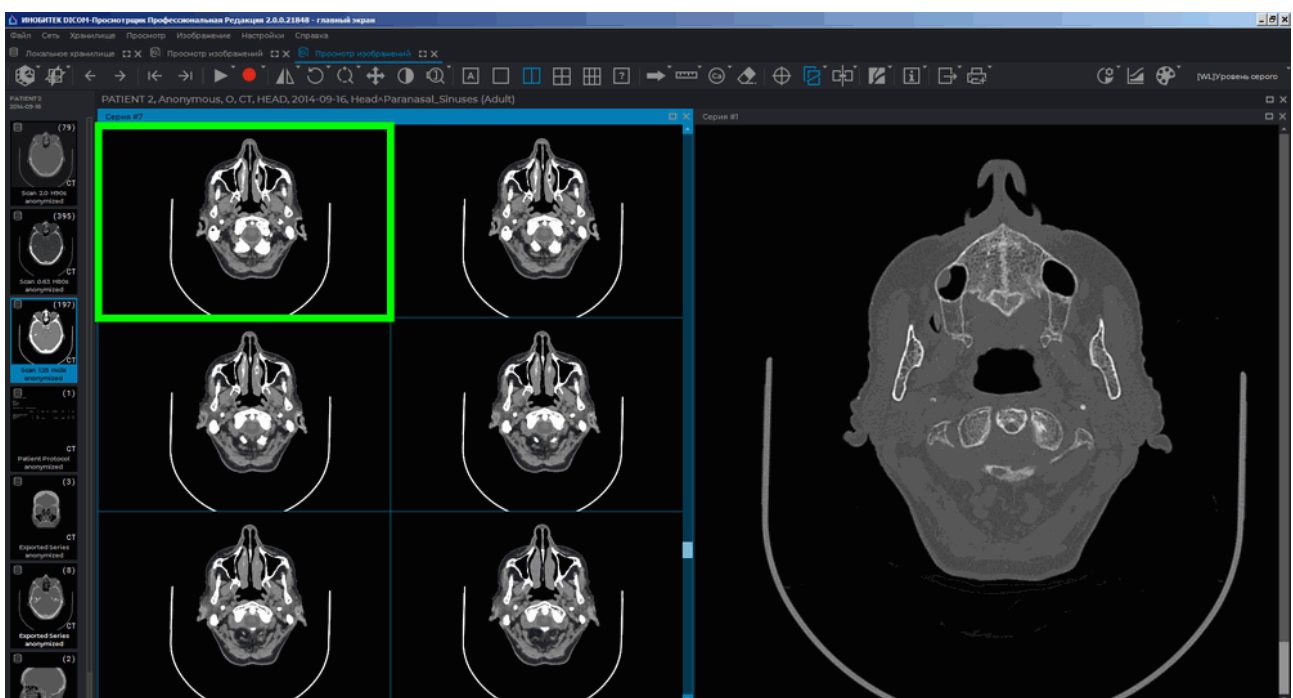 ИНОБИТЕК DICOM-Просмотрщик Профессиональная Редакция 2.0.0.21848 - главный экран
Файл Сеть Хранилище Просмотр Изображение Настройки Справка
Локальное хранилище Просмотр изображений Просмотр изображений
A ? [WL]Уровень серого
PATIENT 2
2014-09-16
PATIENT 2, Anonymous, O, CT, HEAD, 2014-09-16, Head^Paranasal_Sinuses (Adult)
Серия #7
Серия #1
(79)
CT
Scan 2.0 H90s
anonymized
(395)
CT
Scan 0.63 H80s
anonymized
(197)
CT
Scan 1.25 H43s
anonymized
(1)
CT
Patient Protocol
anonymized
(3)
CT
Exported Series
anonymized
(8)
CT
Exported Series
anonymized
(2)